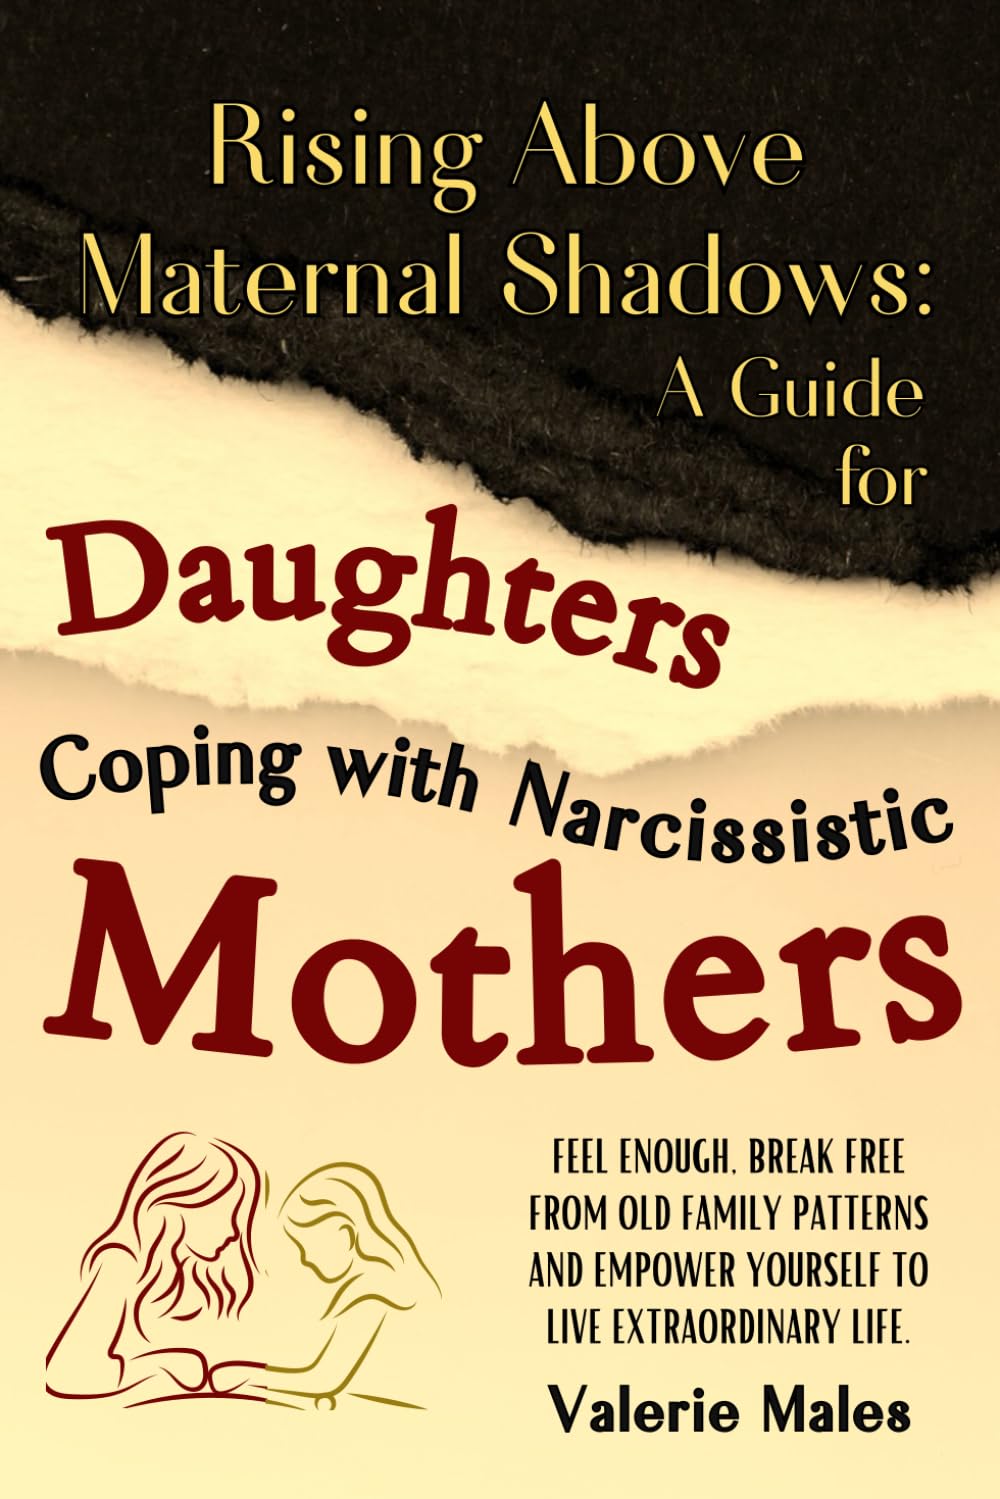 Rising Above
Maternal Shadows:
A Guide
for
Daughters
Coping with Narcissistic
Mothers
FEEL ENOUGH, BREAK FREE
FROM OLD FAMILY PATTERNS
AND EMPOWER YOURSELF TO
LIVE EXTRAORDINARY LIFE.
Valerie Males